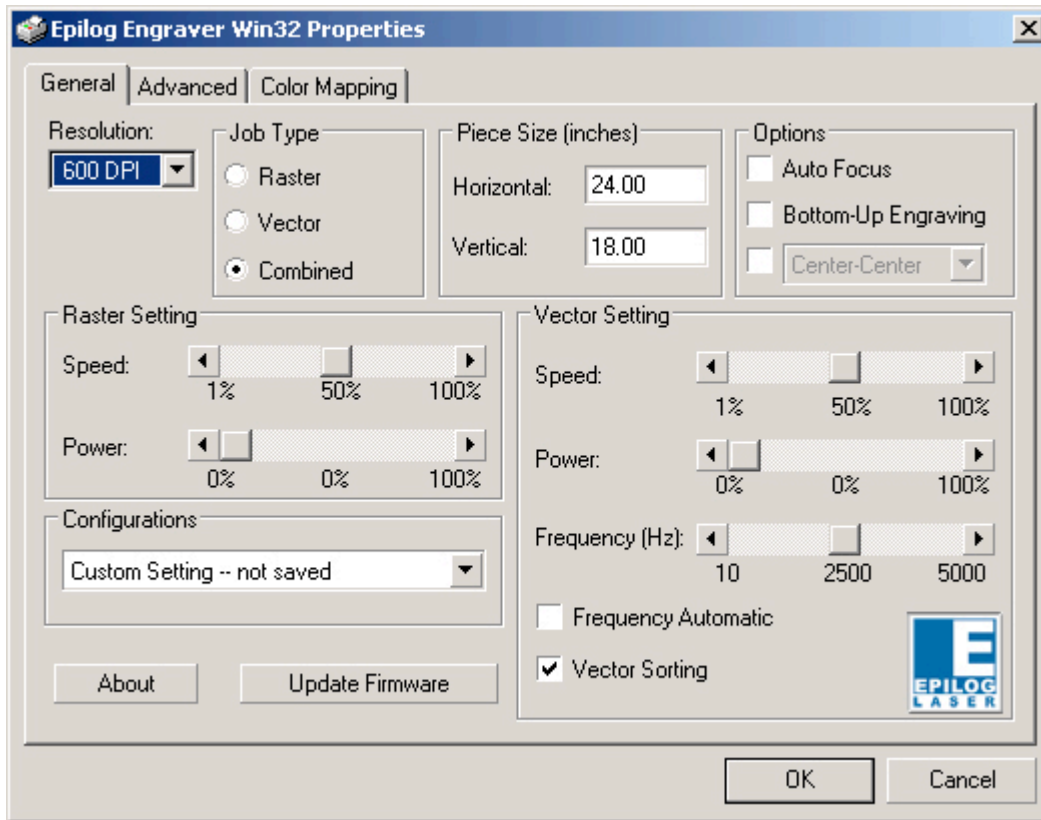 Epilog Engraver Win32 Properties
General Advanced Color Mapping
Resolution:
600 DPI
Job Type
Raster
Vector
Combined
Piece Size (inches)
Horizontal: 24.00
Vertical: 18.00
Options
Auto Focus
Bottom-Up Engraving
Center-Center
Raster Setting
Speed:
1% 50% 100%
Power:
0% 0% 100%
Configurations
Custom Setting -- not saved
About Update Firmware
Vector Setting
Speed:
1% 50% 100%
Power:
0% 0% 100%
Frequency (Hz):
10 2500 5000
Frequency Automatic
Vector Sorting
E
EPILOG
LASER
OK Cancel